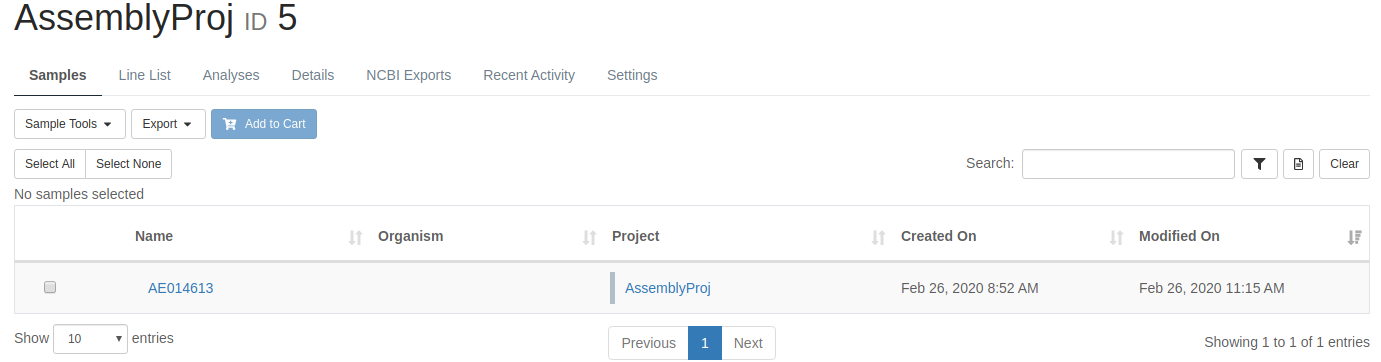 AssemblyProj ID 5
Samples Line List Analyses Details NCBI Exports Recent Activity Settings
Sample Tools Export Add to Cart
Select All Select None Search: Clear
No samples selected
Name Organism Project Created On Modified On
AE014613 AssemblyProj Feb 26, 2020 8:52 AM Feb 26, 2020 11:15 AM
Show 10 entries Previous 1 Next Showing 1 to 1 of 1 entries